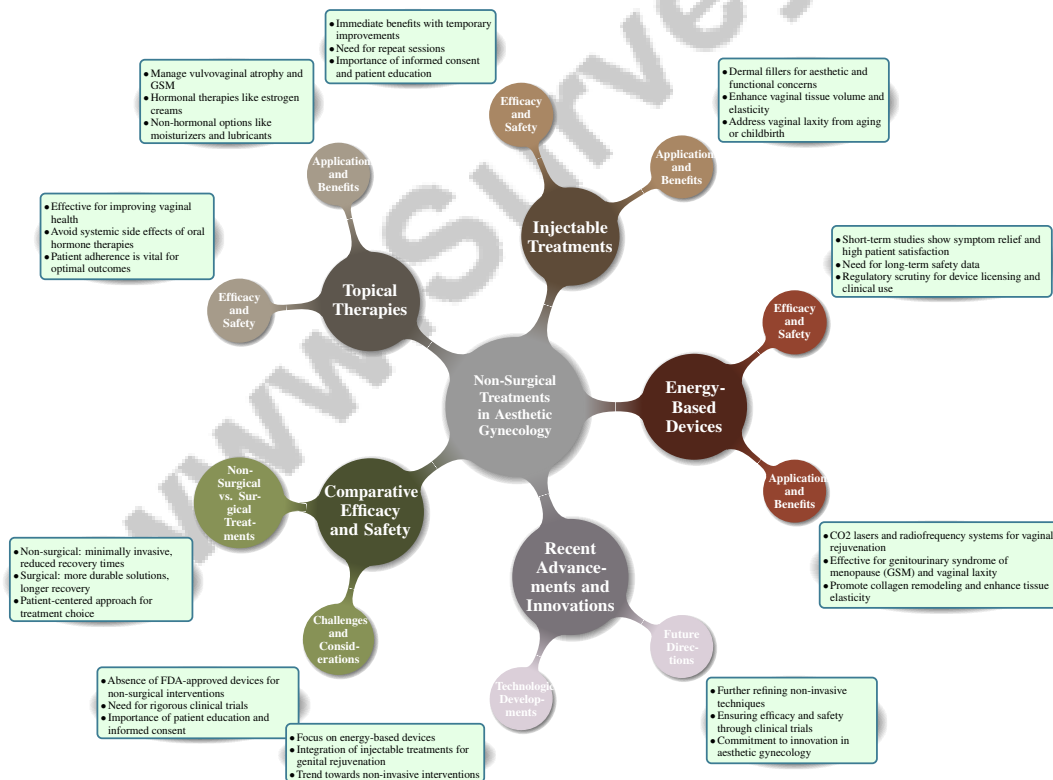 • Immediate benefits with temporary
improvements
• Need for repeat sessions
• Importance of informed consent
and patient education
• Manage vulvovaginal atrophy and
GSM
• Hormonal therapies like estrogen
creams
• Non-hormonal options like
moisturizers and lubricants
• Dermal fillers for aesthetic and
functional concerns
• Enhance vaginal tissue volume and
elasticity
• Address vaginal laxity from aging
or childbirth
Efficacy
and
Safety
Application
and
Benefits
Application
and
Benefits
Injectable
Treatments
• Effective for improving vaginal
health
• Avoid systemic side effects of oral
hormone therapies
• Patient adherence is vital for
optimal outcomes
Efficacy
and
Safety
Topical
Therapies
• Short-term studies show symptom relief and
high patient satisfaction
• Need for long-term safety data
• Regulatory scrutiny for device licensing and
clinical use
Efficacy
and
Safety
Non-Surgical
Treatments
in Aesthetic
Gynecology
Energy-
Based
Devices
Application
and
Benefits
• CO2 lasers and radiofrequency systems for vaginal
rejuvenation
• Effective for genitourinary syndrome of
menopause (GSM) and vaginal laxity
• Promote collagen remodeling and enhance tissue
elasticity
Non-
Surgical
vs. Sur-
gical
Treat-
ments
Comparative
Efficacy
and Safety
• Non-surgical: minimally invasive,
reduced recovery times
• Surgical: more durable solutions,
longer recovery
• Patient-centered approach for
treatment choice
Challenges
and
Consid-
erations
• Absence of FDA-approved devices for
non-surgical interventions
• Need for rigorous clinical trials
• Importance of patient education and
informed consent
Recent
Advance-
ments and
Innovations
Future
Direc-
tions
Technologic
Develop-
ments
• Focus on energy-based devices
• Integration of injectable treatments for
genital rejuvenation
• Trend towards non-invasive interventions
• Further refining non-invasive
techniques
• Ensuring efficacy and safety
through clinical trials
• Commitment to innovation in
aesthetic gynecology
www.Survey